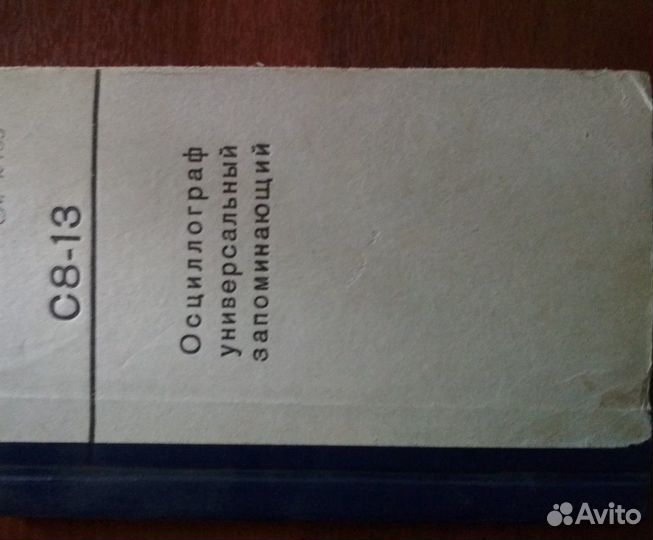 С8-13
Осциллограф
универсальный
запоминающий
Avito